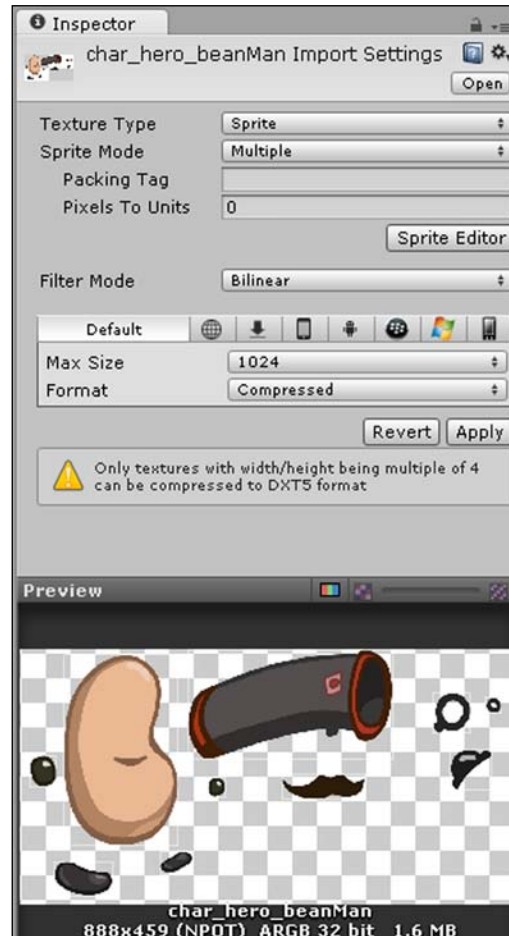 Inspector
char_hero_beanMan Import Settings
Open
Texture Type Sprite
Sprite Mode Multiple
Packing Tag
Pixels To Units 0
Sprite Editor
Filter Mode Bilinear
Default
Max Size 1024
Format Compressed
Revert Apply
Only textures with width/height being multiple of 4
can be compressed to DXT5 format
Preview
C
char_hero_beanMan
888x459 (NPOT) ARGB 32 bit 1.6 MB